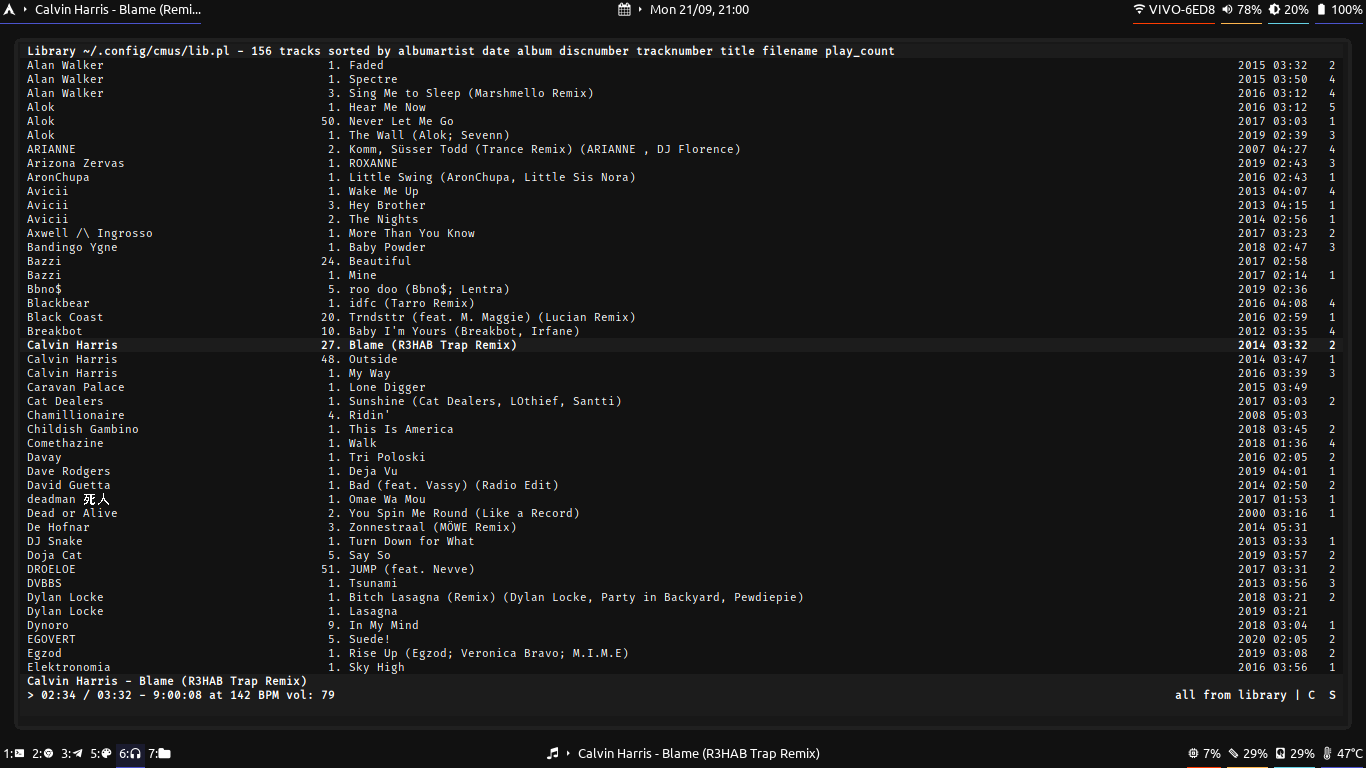 Calvin Harris - Blame (Remi... Mon 21/09, 21:00 VIVO-6ED8 78% 20% 100%
Library ~/.config/cmus/lib.pl - 156 tracks sorted by albumartist date album discnumber tracknumber title filename play_count
Alan Walker 1. Faded 2015 03:32 2
Alan Walker 1. Spectre 2015 03:50 4
Alan Walker 3. Sing Me to Sleep (Marshmello Remix) 2016 03:12 4
Alok 1. Hear Me Now 2016 03:12 5
Alok 50. Never Let Me Go 2017 03:03 1
Alok 1. The Wall (Alok; Sevenn) 2019 02:39 3
ARIANNE 2. Komm, Süsser Todd (Trance Remix) (ARIANNE , DJ Florence) 2007 04:27 4
Arizona Zervas 1. ROXANNE 2019 02:43 3
AronChupa 1. Little Swing (AronChupa, Little Sis Nora) 2016 02:43 1
Avicii 1. Wake Me Up 2013 04:07 4
Avicii 3. Hey Brother 2013 04:15 1
Avicii 2. The Nights 2014 02:56 1
Axwell /\ Ingrosso 1. More Than You Know 2017 03:23 2
Bandingo Ygne 1. Baby Powder 2018 02:47 3
Bazzi 24. Beautiful 2017 02:58
Bazzi 1. Mine 2017 02:14 1
Bbno$ 5. roo doo (Bbno$; Lentra) 2019 02:36
Blackbear 1. idfc (Tarro Remix) 2016 04:08 4
Black Coast 20. Trndsttr (feat. M. Maggie) (Lucian Remix) 2016 02:59 1
Breakbot 10. Baby I'm Yours (Breakbot, Irfane) 2012 03:35 4
Calvin Harris 27. Blame (R3HAB Trap Remix) 2014 03:32 2
Calvin Harris 48. Outside 2014 03:47 1
Calvin Harris 1. My Way 2016 03:39 3
Caravan Palace 1. Lone Digger 2015 03:49
Cat Dealers 1. Sunshine (Cat Dealers, LOthief, Santti) 2017 03:03 2
Chamillionaire 4. Ridin' 2008 05:03
Childish Gambino 1. This Is America 2018 03:45 2
Comethazine 1. Walk 2018 01:36 4
Davay 1. Tri Poloski 2016 02:05 2
Dave Rodgers 1. Deja Vu 2019 04:01 1
David Guetta 1. Bad (feat. Vassy) (Radio Edit) 2014 02:50 2
deadman 死人 1. Omae Wa Mou 2017 01:53 1
Dead or Alive 2. You Spin Me Round (Like a Record) 2000 03:16 1
De Hofnar 3. Zonnestraal (MÖWE Remix) 2014 05:31
DJ Snake 1. Turn Down for What 2013 03:33 1
Doja Cat 5. Say So 2019 03:57 2
DROELOE 51. JUMP (feat. Nevve) 2017 03:31 2
DVBBS 1. Tsunami 2013 03:56 3
Dylan Locke 1. Bitch Lasagna (Remix) (Dylan Locke, Party in Backyard, Pewdiepie) 2018 03:21 2
Dylan Locke 1. Lasagna 2019 03:21
Dynoro 9. In My Mind 2018 03:04 1
EGOVERT 5. Suede! 2020 02:05 2
Egzod 1. Rise Up (Egzod; Veronica Bravo; M.I.M.E) 2019 03:08 2
Elektronomia 1. Sky High 2016 03:56 1
Calvin Harris - Blame (R3HAB Trap Remix)
> 02:34 / 03:32 - 9:00:08 at 142 BPM vol: 79 all from library | C S
1: 2: 3: 5: 6: 7: Calvin Harris - Blame (R3HAB Trap Remix) 7% 29% 29% 47°C